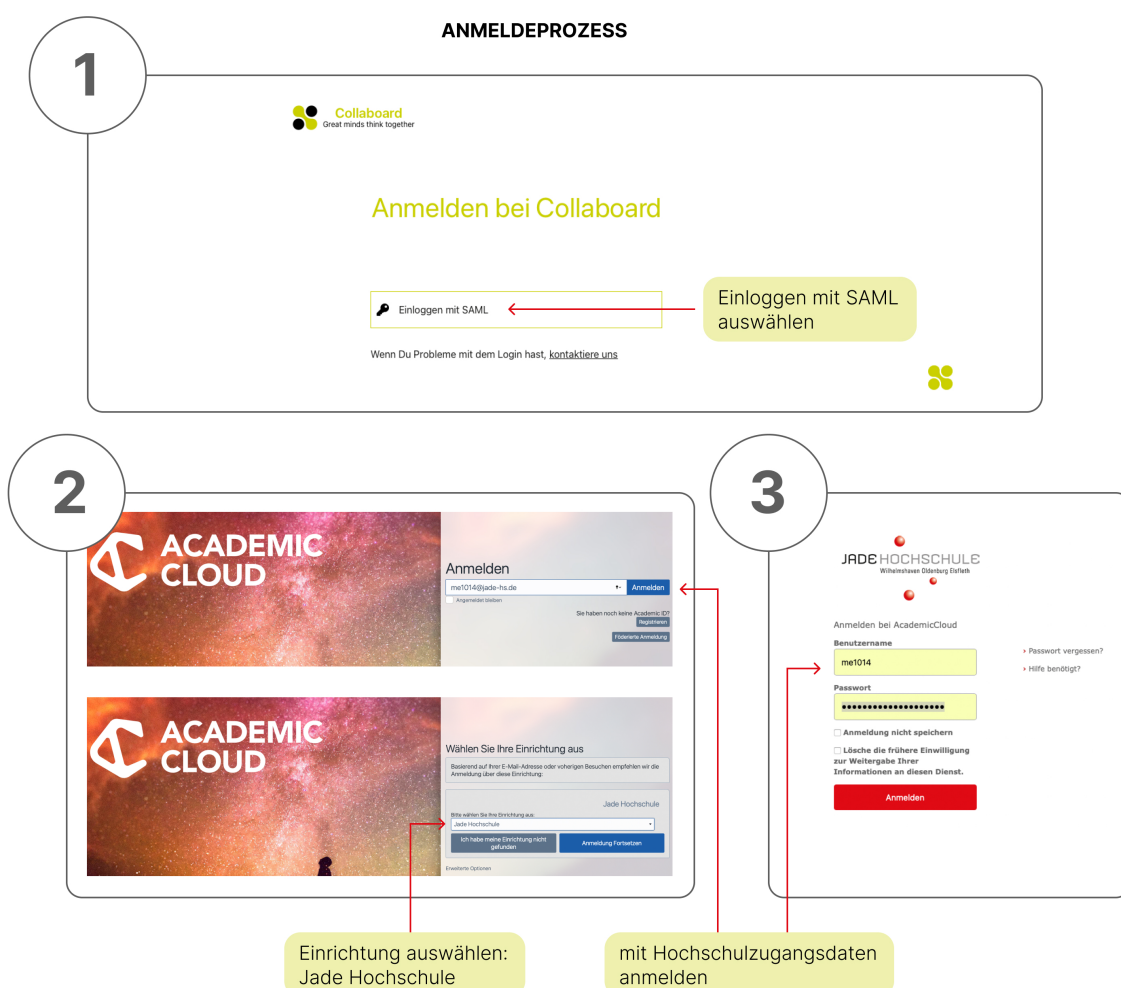 ANMELDEPROZESS
1
Collaboard
Great minds think together
Anmelden bei Collaboard
Einloggen mit SAML
Einloggen mit SAML
auswählen
Wenn Du Probleme mit dem Login hast, kontaktiere uns
2
ACADEMIC
CLOUD
Anmelden
me1014@jade-hs.de
Anmelden
Angemeldet bleiben
Sie haben noch keine Academic ID?
Registrieren
Föderierte Anmeldung
ACADEMIC
CLOUD
Wählen Sie Ihre Einrichtung aus
Basierend auf Ihrer E-Mail-Adresse oder voherigen Besuchen empfehlen wir die
Anmeldung über diese Einrichtung:
Jade Hochschule
Bitte wählen Sie Ihre Einrichtung aus:
Jade Hochschule
Ich habe meine Einrichtung nicht
gefunden
Anmeldung Fortsetzen
Erweiterte Optionen
3
JADE HOCHSCHULE
Wilhelmshaven Oldenburg Elsfleth
Anmelden bei AcademicCloud
Benutzername
me1014
Passwort
Anmeldung nicht speichern
Lösche die frühere Einwilligung
zur Weitergabe Ihrer
Informationen an diesen Dienst.
Anmelden
Passwort vergessen?
Hilfe benötigt?
Einrichtung auswählen:
Jade Hochschule
mit Hochschulzugangsdaten
anmelden